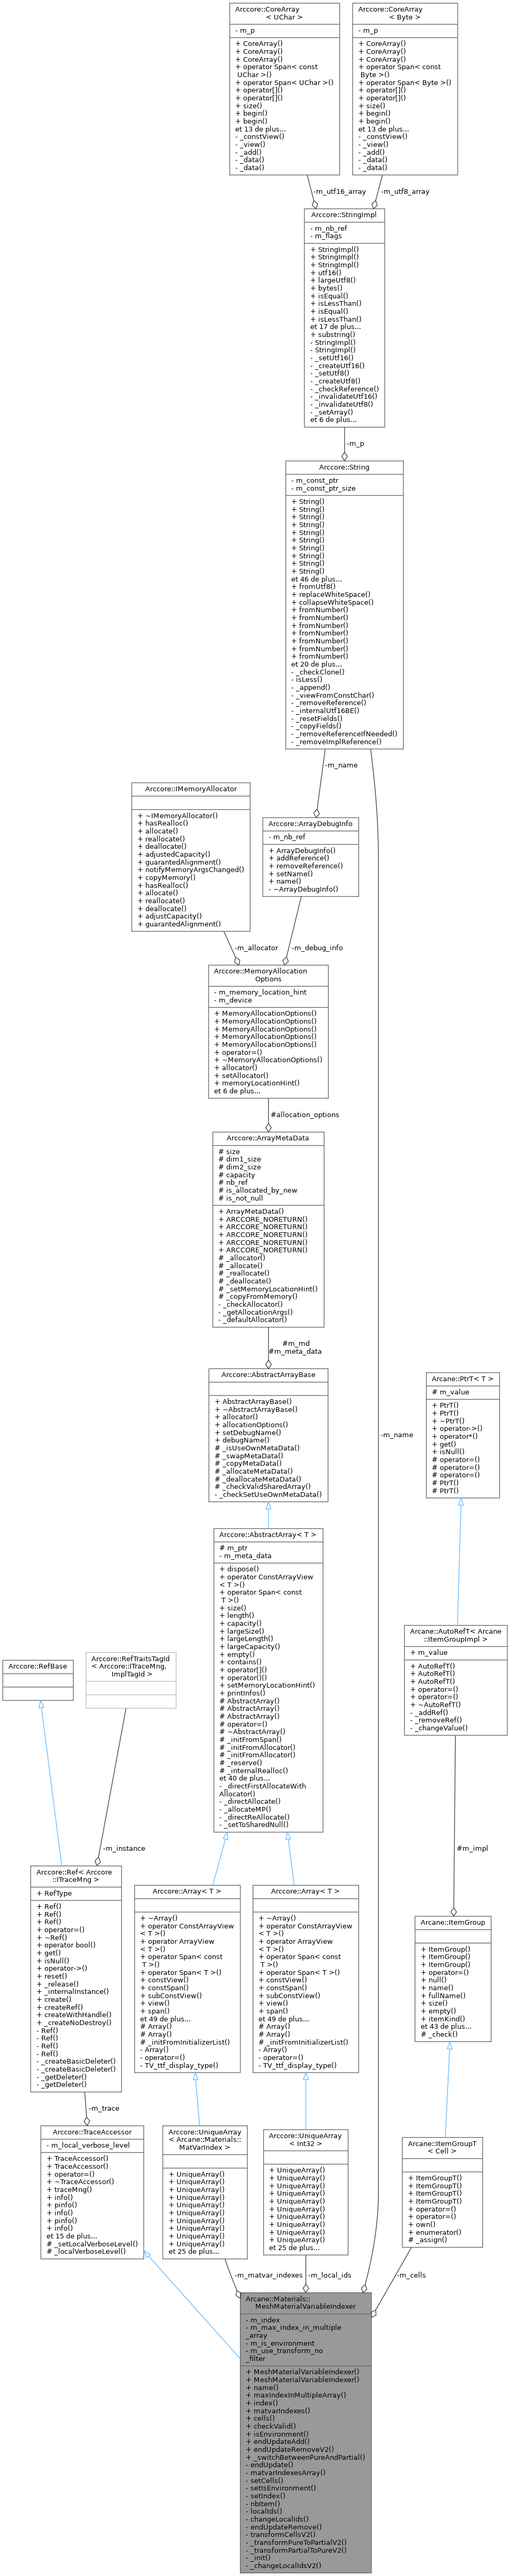 Arccore::CoreArray
< UChar >
- m_p
+ CoreArray()
+ CoreArray()
+ CoreArray()
+ operator Span< const
UChar >()
+ operator Span< UChar >()
+ operator[]()
+ operator[]()
+ size()
+ begin()
+ begin()
et 13 de plus...
- _constView()
- _view()
- _add()
- _data()
- _data()
Arccore::CoreArray
< Byte >
- m_p
+ CoreArray()
+ CoreArray()
+ CoreArray()
+ operator Span< const
Byte >()
+ operator Span< Byte >()
+ operator[]()
+ operator[]()
+ size()
+ begin()
+ begin()
et 13 de plus...
- _constView()
- _view()
- _add()
- _data()
- _data()
-m_utf16_array
-m_utf8_array
Arccore::StringImpl
- m_nb_ref
- m_flags
+ StringImpl()
+ StringImpl()
+ StringImpl()
+ utf16()
+ largeUtf8()
+ bytes()
+ isEqual()
+ isLessThan()
+ isEqual()
+ isLessThan()
et 17 de plus...
+ substring()
- StringImpl()
- StringImpl()
- _setUtf16()
- _createUtf16()
- _setUtf8()
- _createUtf8()
- _checkReference()
- _invalidateUtf16()
- _invalidateUtf8()
- _setArray()
et 6 de plus...
-m_p
Arccore::String
- m_const_ptr
- m_const_ptr_size
+ String()
+ String()
+ String()
+ String()
+ String()
+ String()
+ String()
+ String()
+ String()
+ String()
et 46 de plus...
+ fromUtf8()
+ replaceWhiteSpace()
+ collapseWhiteSpace()
+ fromNumber()
+ fromNumber()
+ fromNumber()
+ fromNumber()
+ fromNumber()
+ fromNumber()
+ fromNumber()
et 20 de plus...
- _checkClone()
- isLess()
- _append()
- _viewFromConstChar()
- _removeReference()
- _internalUtf16BE()
- _resetFields()
- _copyFields()
- _removeReferenceIfNeeded()
- _removeImplReference()
-m_name
Arccore::IMemoryAllocator
+ ~IMemoryAllocator()
+ hasRealloc()
+ allocate()
+ reallocate()
+ deallocate()
+ adjustedCapacity()
+ guarantedAlignment()
+ notifyMemoryArgsChanged()
+ copyMemory()
+ hasRealloc()
+ allocate()
+ reallocate()
+ deallocate()
+ adjustCapacity()
+ guarantedAlignment()
Arccore::ArrayDebugInfo
- m_nb_ref
+ ArrayDebugInfo()
+ addReference()
+ removeReference()
+ setName()
+ name()
- ~ArrayDebugInfo()
-m_allocator
-m_debug_info
Arccore::MemoryAllocation
Options
- m_memory_location_hint
- m_device
+ MemoryAllocationOptions()
+ MemoryAllocationOptions()
+ MemoryAllocationOptions()
+ MemoryAllocationOptions()
+ MemoryAllocationOptions()
+ operator=()
+ ~MemoryAllocationOptions()
+ allocator()
+ setAllocator()
+ memoryLocationHint()
et 6 de plus...
#allocation_options
Arccore::ArrayMetaData
# size
# dim1_size
# dim2_size
# capacity
# nb_ref
# is_allocated_by_new
# is_not_null
+ ArrayMetaData()
+ ARCCORE_NORETURN()
+ ARCCORE_NORETURN()
+ ARCCORE_NORETURN()
+ ARCCORE_NORETURN()
+ ARCCORE_NORETURN()
# _allocator()
# _allocate()
# _reallocate()
# _deallocate()
# _setMemoryLocationHint()
# _copyFromMemory()
- _checkAllocator()
- _getAllocationArgs()
- _defaultAllocator()
#m_md
#m_meta_data
Arccore::AbstractArrayBase
+ AbstractArrayBase()
+ ~AbstractArrayBase()
+ allocator()
+ allocationOptions()
+ setDebugName()
+ debugName()
# _isUseOwnMetaData()
# _swapMetaData()
# _copyMetaData()
# _allocateMetaData()
# _deallocateMetaData()
# _checkValidSharedArray()
- _checkSetUseOwnMetaData()
-m_name
Arcane::PtrT< T >
# m_value
+ PtrT()
+ PtrT()
+ ~PtrT()
+ operator->()
+ operator*()
+ get()
+ isNull()
# operator=()
# operator=()
# operator=()
# PtrT()
# PtrT()
Arccore::AbstractArray< T >
# m_ptr
- m_meta_data
+ dispose()
+ operator ConstArrayView
< T >()
+ operator Span< const
T >()
+ size()
+ length()
+ capacity()
+ largeSize()
+ largeLength()
+ largeCapacity()
+ empty()
+ contains()
+ operator[]()
+ operator()()
+ setMemoryLocationHint()
+ printInfos()
# AbstractArray()
# AbstractArray()
# AbstractArray()
# operator=()
# ~AbstractArray()
# _initFromSpan()
# _initFromAllocator()
# _initFromAllocator()
# _reserve()
# _internalRealloc()
et 40 de plus...
- _directFirstAllocateWith
Allocator()
- _directAllocate()
- _allocateMP()
- _directReAllocate()
- _setToSharedNull()
Arcane::AutoRefT< Arcane
::ItemGroupImpl >
+ m_value
+ AutoRefT()
+ AutoRefT()
+ AutoRefT()
+ operator=()
+ operator=()
+ ~AutoRefT()
- _addRef()
- _removeRef()
- _changeValue()
Arccore::RefBase
Arccore::RefTraitsTagId
< Arccore::ITraceMng,
ImplTagId >
-m_instance
#m_impl
Arccore::Ref< Arccore
::ITraceMng >
+ RefType
+ Ref()
+ Ref()
+ Ref()
+ operator=()
+ ~Ref()
+ operator bool()
+ get()
+ isNull()
+ operator->()
+ reset()
+ _release()
+ _internalInstance()
+ create()
+ createRef()
+ createWithHandle()
+ _createNoDestroy()
- Ref()
- Ref()
- Ref()
- Ref()
- _createBasicDeleter()
- _createBasicDeleter()
- _getDeleter()
- _getDeleter()
Arccore::Array< T >
+ ~Array()
+ operator ConstArrayView
< T >()
+ operator ArrayView
< T >()
+ operator Span< const
T >()
+ operator Span< T >()
+ constView()
+ constSpan()
+ subConstView()
+ view()
+ span()
et 49 de plus...
# Array()
# Array()
# _initFromInitializerList()
- Array()
- operator=()
- TV_ttf_display_type()
Arccore::Array< T >
+ ~Array()
+ operator ConstArrayView
< T >()
+ operator ArrayView
< T >()
+ operator Span< const
T >()
+ operator Span< T >()
+ constView()
+ constSpan()
+ subConstView()
+ view()
+ span()
et 49 de plus...
# Array()
# Array()
# _initFromInitializerList()
- Array()
- operator=()
- TV_ttf_display_type()
Arcane::ItemGroup
+ ItemGroup()
+ ItemGroup()
+ ItemGroup()
+ operator=()
+ null()
+ name()
+ fullName()
+ size()
+ empty()
+ itemKind()
et 43 de plus...
# _check()
-m_trace
Arccore::TraceAccessor
- m_local_verbose_level
+ TraceAccessor()
+ TraceAccessor()
+ operator=()
+ ~TraceAccessor()
+ traceMng()
+ info()
+ pinfo()
+ info()
+ pinfo()
+ info()
et 15 de plus...
# _setLocalVerboseLevel()
# _localVerboseLevel()
Arccore::UniqueArray
< Arcane::Materials::
MatVarIndex >
+ UniqueArray()
+ UniqueArray()
+ UniqueArray()
+ UniqueArray()
+ UniqueArray()
+ UniqueArray()
+ UniqueArray()
+ UniqueArray()
+ UniqueArray()
+ UniqueArray()
et 25 de plus...
Arccore::UniqueArray
< Int32 >
+ UniqueArray()
+ UniqueArray()
+ UniqueArray()
+ UniqueArray()
+ UniqueArray()
+ UniqueArray()
+ UniqueArray()
+ UniqueArray()
+ UniqueArray()
+ UniqueArray()
et 25 de plus...
Arcane::ItemGroupT
< Cell >
+ ItemGroupT()
+ ItemGroupT()
+ ItemGroupT()
+ ItemGroupT()
+ operator=()
+ operator=()
+ own()
+ enumerator()
# _assign()
-m_matvar_indexes
-m_local_ids
-m_cells
Arcane::Materials::
MeshMaterialVariableIndexer
- m_index
- m_max_index_in_multiple
_array
- m_is_environment
- m_use_transform_no
_filter
+ MeshMaterialVariableIndexer()
+ MeshMaterialVariableIndexer()
+ name()
+ maxIndexInMultipleArray()
+ index()
+ matvarIndexes()
+ cells()
+ checkValid()
+ isEnvironment()
+ endUpdateAdd()
+ endUpdateRemoveV2()
+ _switchBetweenPureAndPartial()
- endUpdate()
- matvarIndexesArray()
- setCells()
- setIsEnvironment()
- setIndex()
- nbItem()
- localIds()
- changeLocalIds()
- endUpdateRemove()
- transformCellsV2()
- _transformPureToPartialV2()
- _transformPartialToPureV2()
- _init()
- _changeLocalIdsV2()